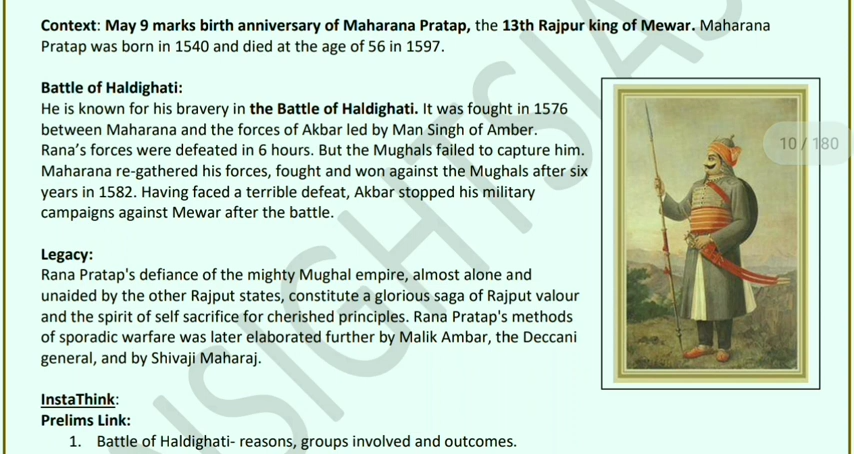 Context: May 9 marks birth anniversary of Maharana Pratap, the 13th Rajpur king of Mewar. Maharana
Pratap was born in 1540 and died at the age of 56 in 1597.
Battle of Haldighati:
He is known for his bravery in the Battle of Haldighati. It was fought in 1576
between Maharana and the forces of Akbar led by Man Singh of Amber.
Rana’s forces were defeated in 6 hours. But the Mughals failed to capture him.
Maharana re-gathered his forces, fought and won against the Mughals after six
years in 1582. Having faced a terrible defeat, Akbar stopped his military
campaigns against Mewar after the battle.
10 / 180
Legacy:
Rana Pratap's defiance of the mighty Mughal empire, almost alone and
unaided by the other Rajput states, constitute a glorious saga of Rajput valour
and the spirit of self sacrifice for cherished principles. Rana Pratap's methods
of sporadic warfare was later elaborated further by Malik Ambar, the Deccani
general, and by Shivaji Maharaj.
InstaThink:
Prelims Link:
1. Battle of Haldighati- reasons, groups involved and outcomes.
NSIGHTSIAS